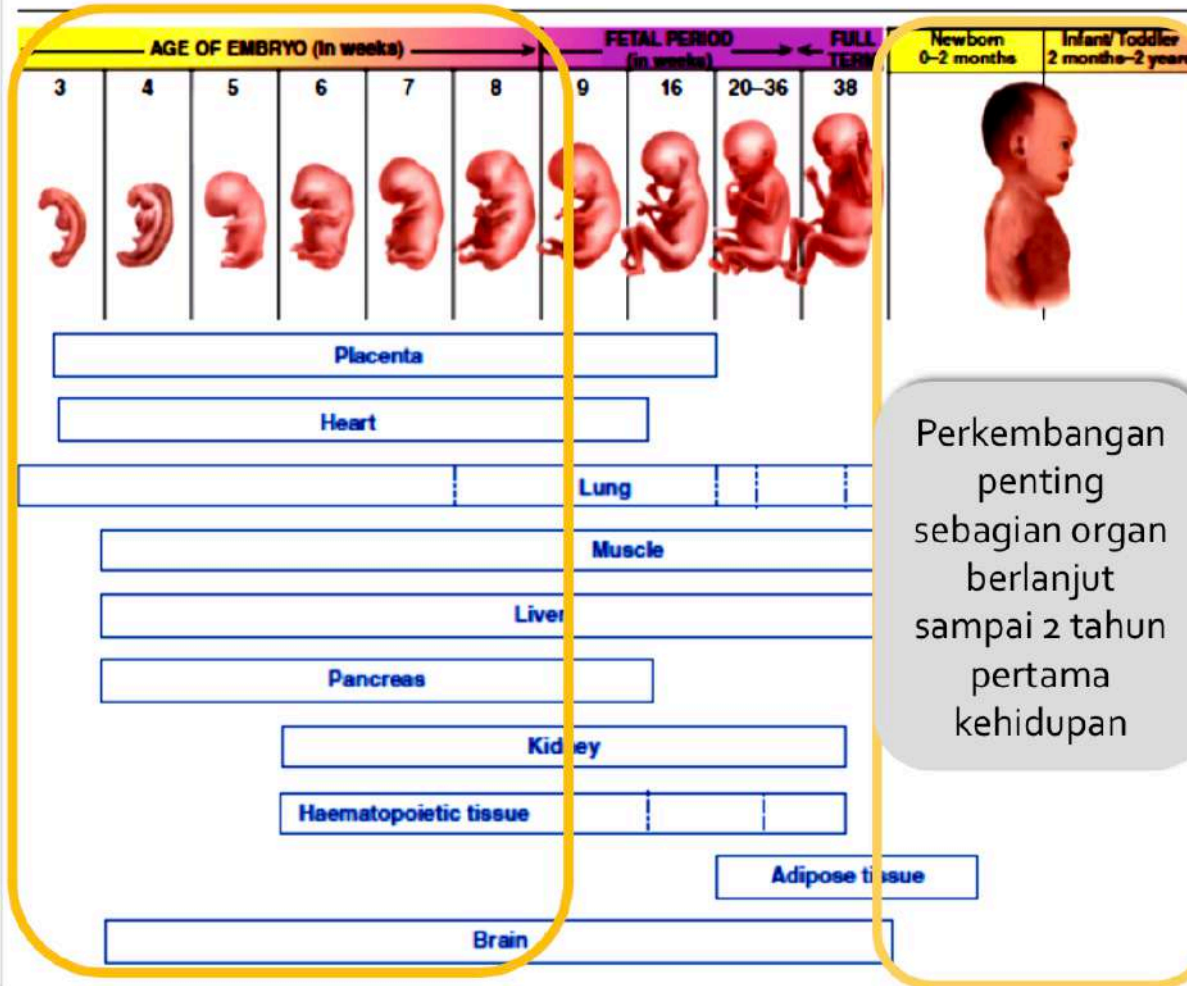 AGE OF EMBRYO (in weeks)
FETAL PERIOD
(in weeks)
FULL
TERM
Newborn
0–2 months
Infant/Toddler
2 months–2 years
3 4 5 6 7 8 9 16 20–36 38
Placenta
Heart
Lung
Muscle
Liver
Pancreas
Kidney
Haematopoietic tissue
Adipose tissue
Brain
Perkembangan
penting
sebagian organ
berlanjut
sampai 2 tahun
pertama
kehidupan